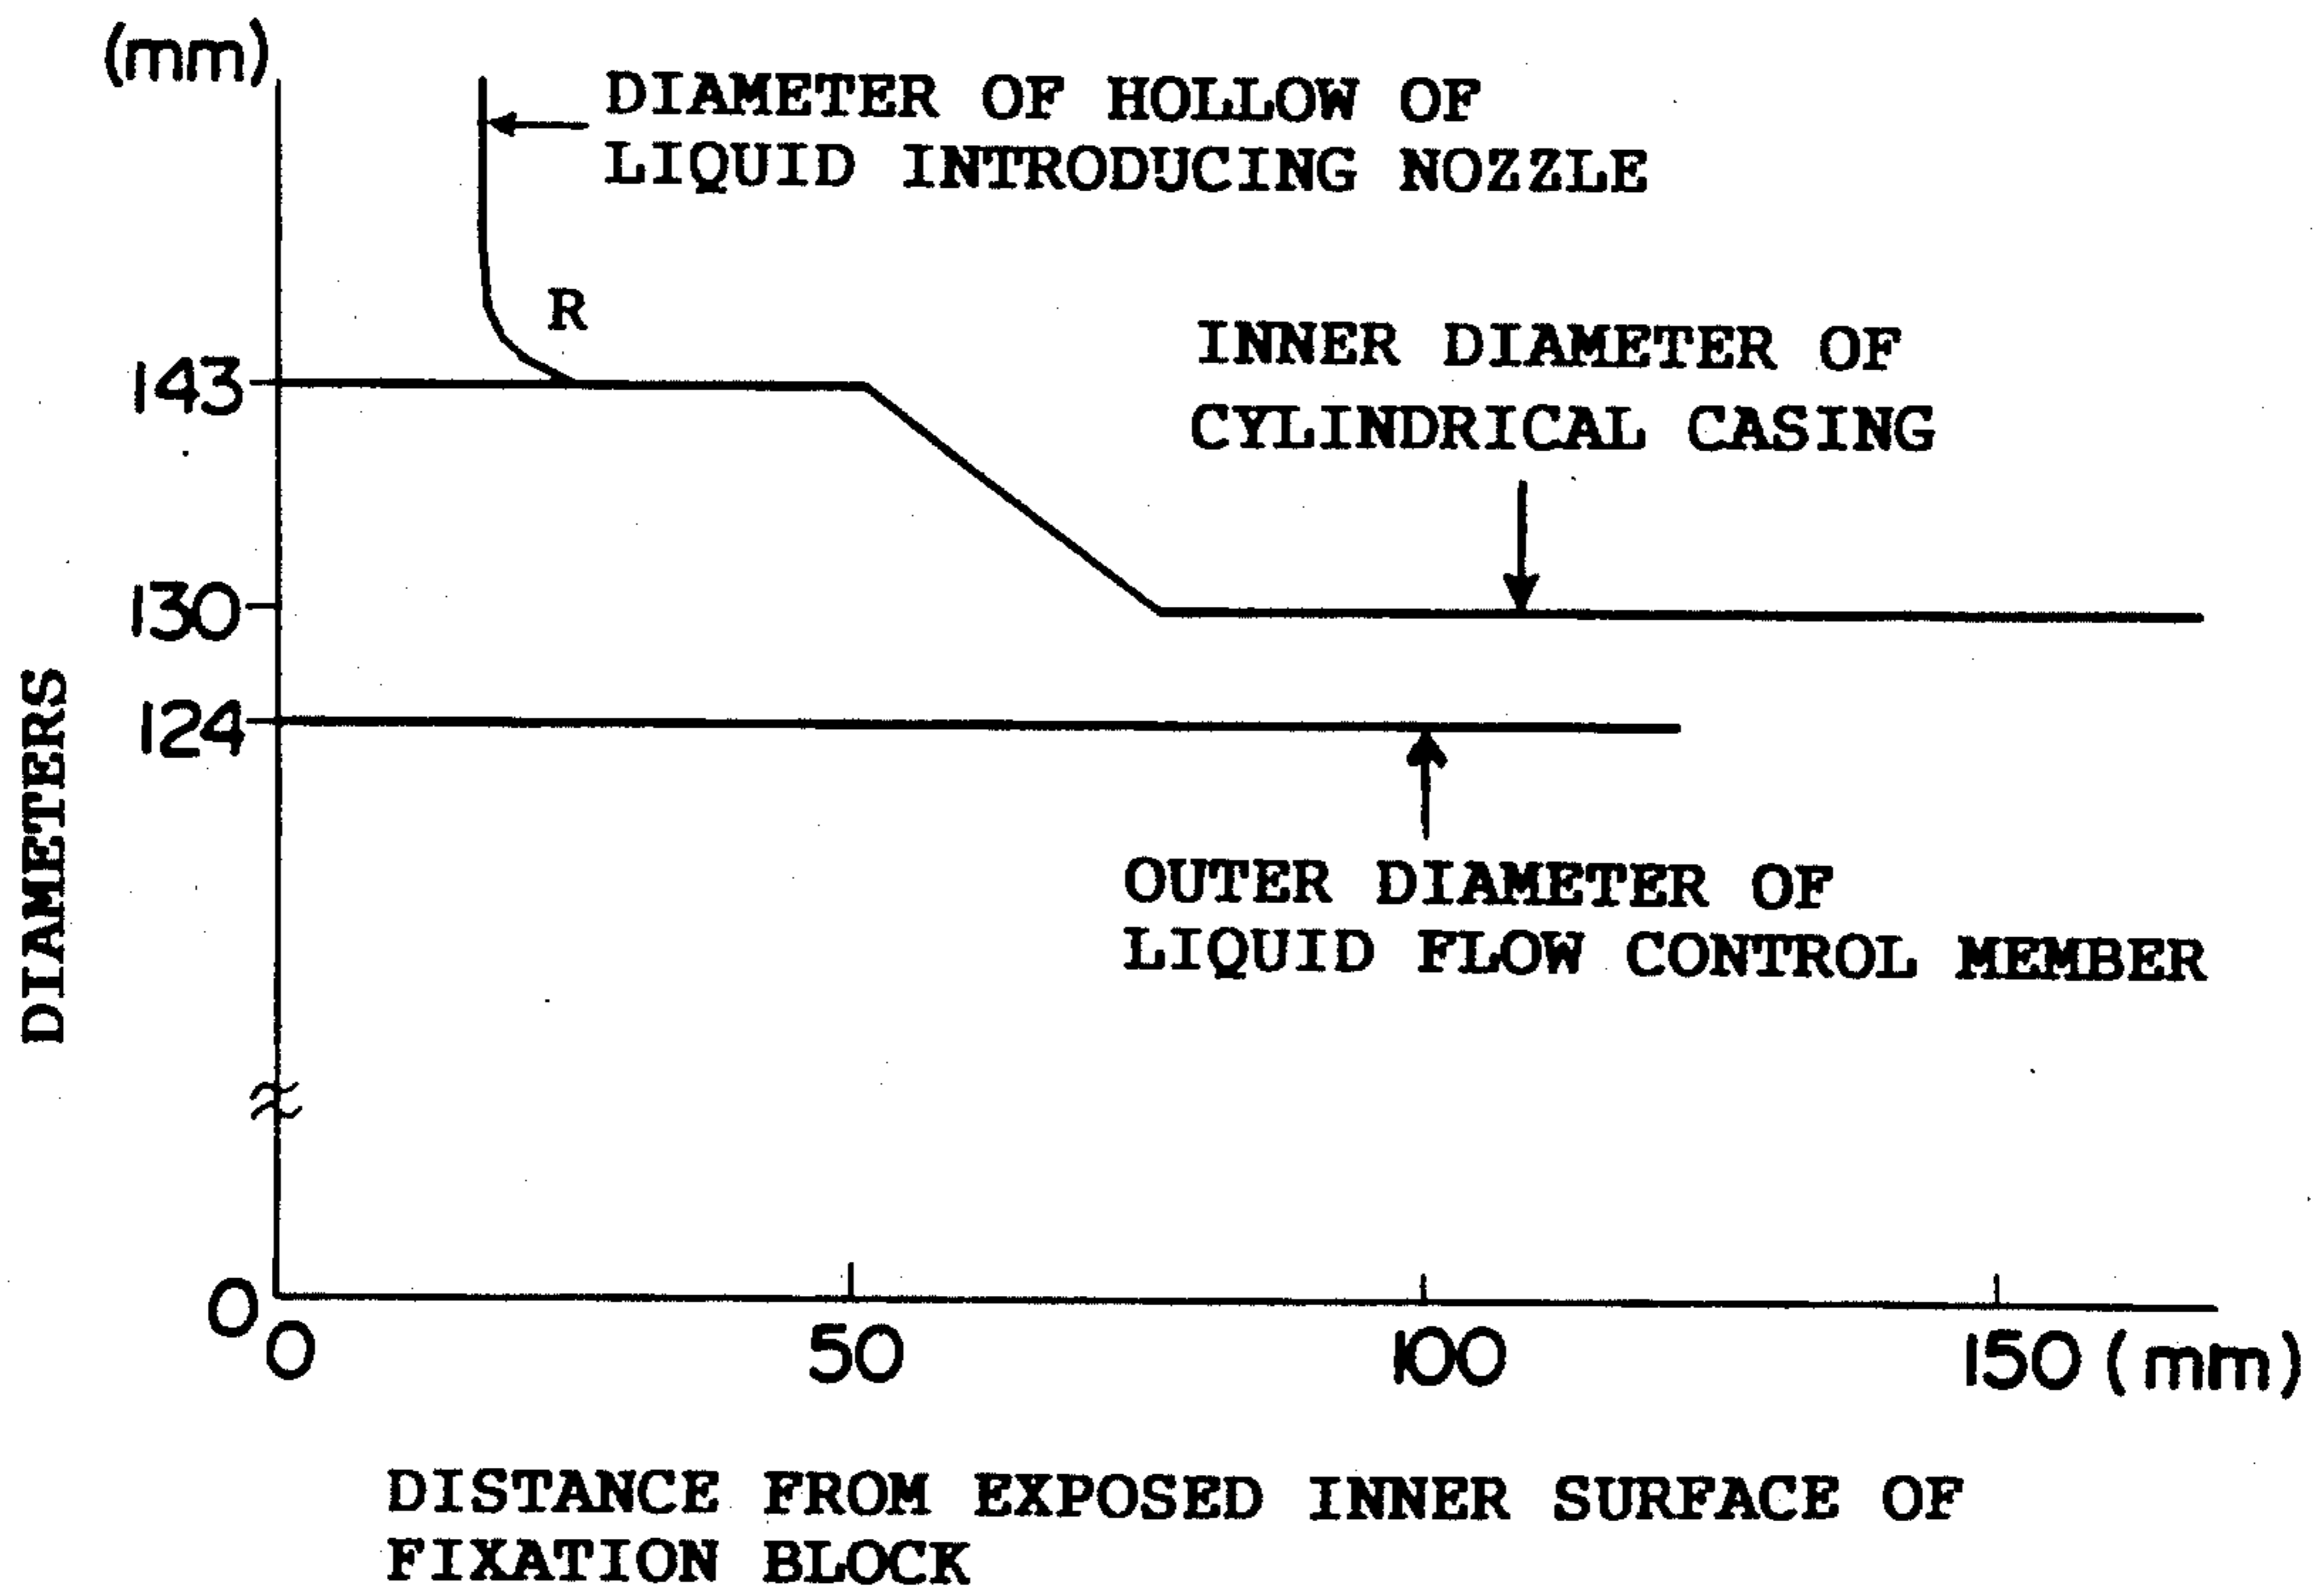 (mm)
DIAMETER OF HOLLOW OF
LIQUID INTRODUCING NOZZLE
R
143
INNER DIAMETER OF
CYLINDRICAL CASING
130
124
DIAMETERS
OUTER DIAMETER OF
LIQUID FLOW CONTROL MEMBER
0
0
50
100
150 (mm)
DISTANCE FROM EXPOSED INNER SURFACE OF
FIXATION BLOCK